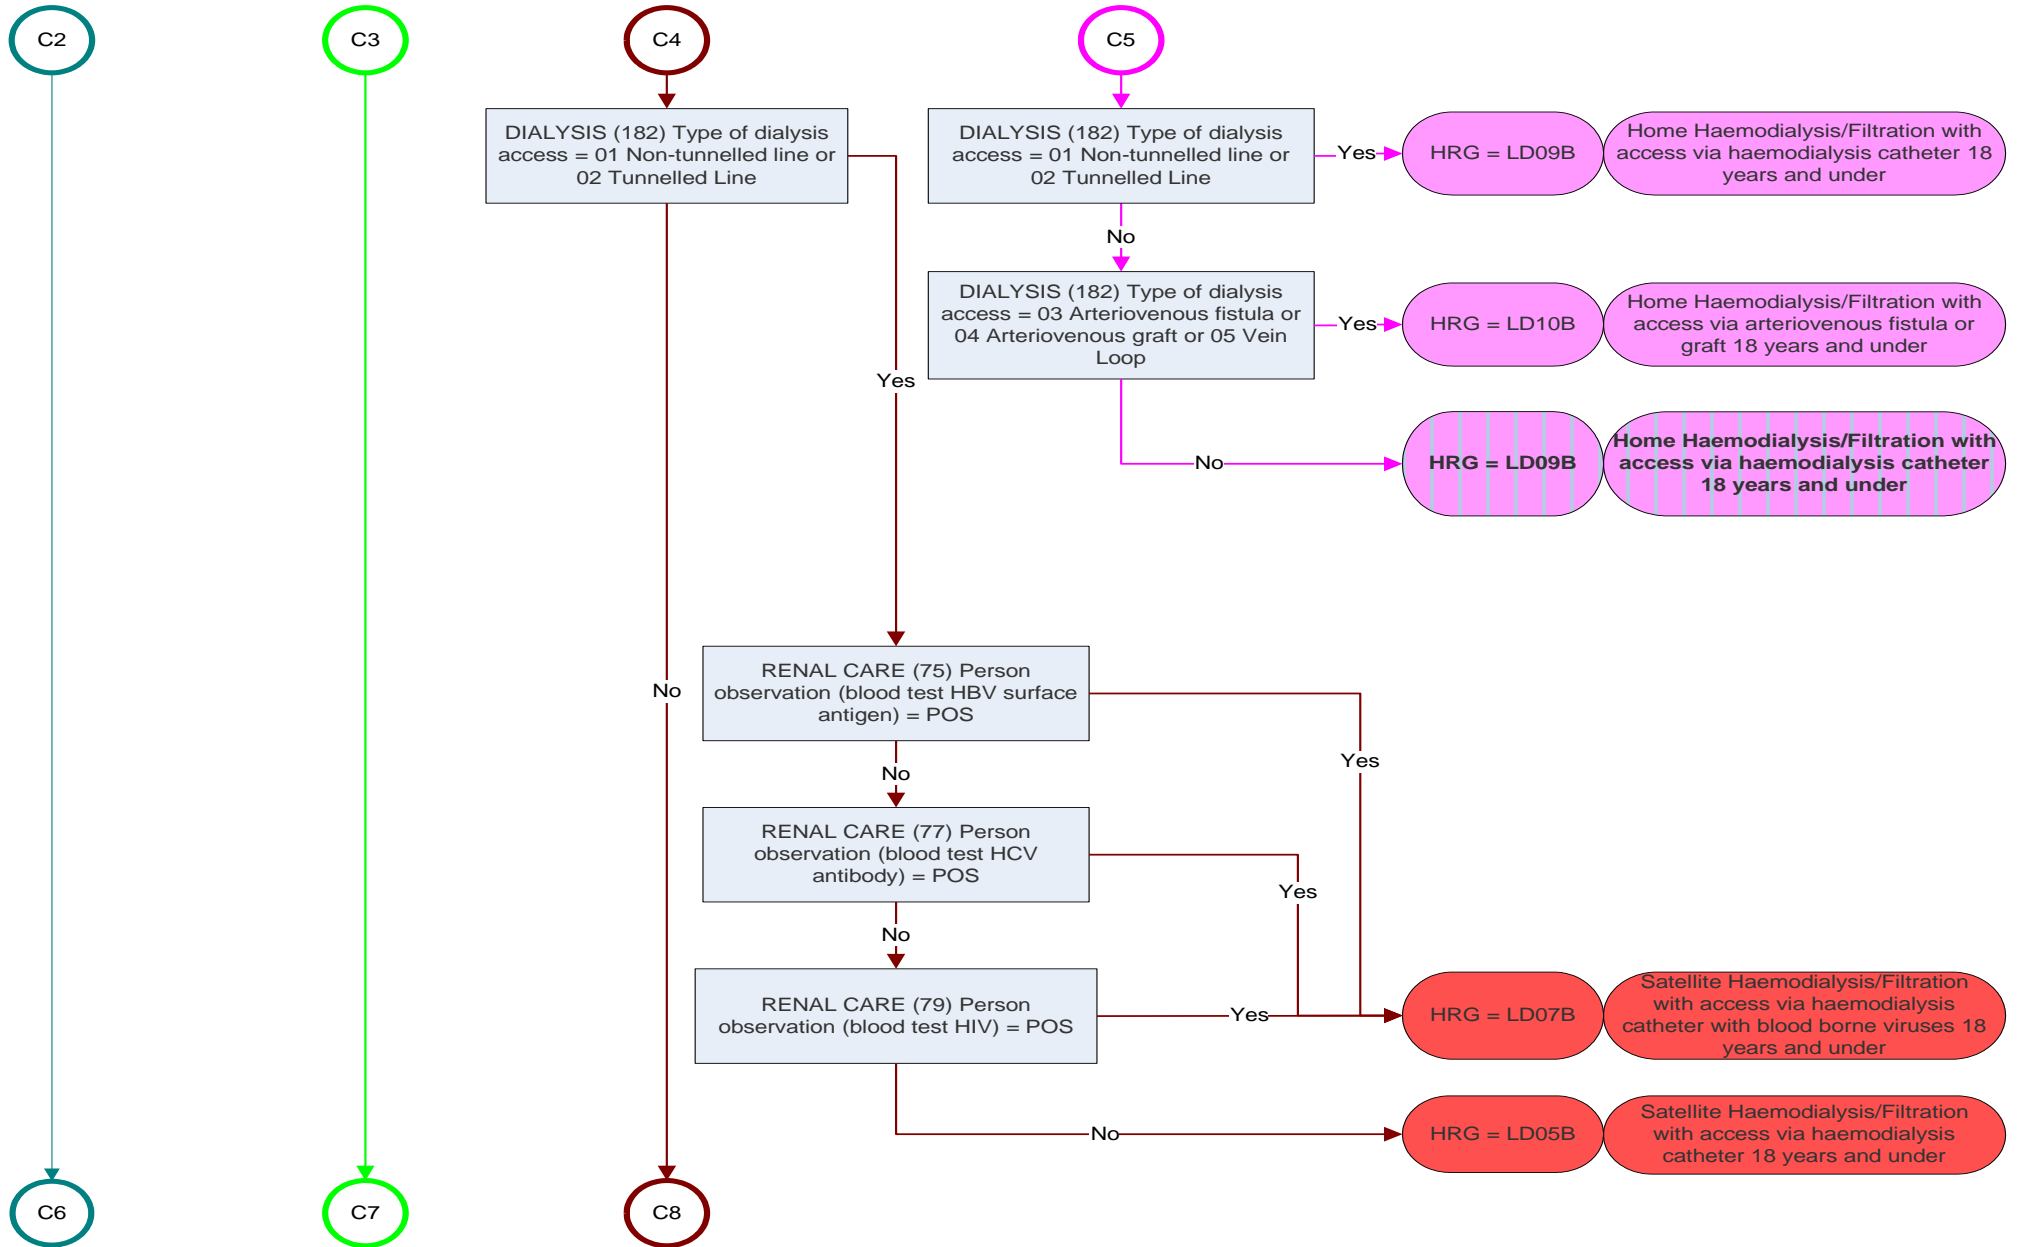 C2
C3
C4
C5
DIALYSIS (182) Type of dialysis
access = 01 Non-tunnelled line or
02 Tunnelled Line
DIALYSIS (182) Type of dialysis
access = 01 Non-tunnelled line or
02 Tunnelled Line
Yes
HRG = LD09B
Home Haemodialysis/Filtration with
access via haemodialysis catheter 18
years and under
No
DIALYSIS (182) Type of dialysis
access = 03 Arteriovenous fistula or
04 Arteriovenous graft or 05 Vein
Loop
Yes
HRG = LD10B
Home Haemodialysis/Filtration with
access via arteriovenous fistula or
graft 18 years and under
Yes
No
HRG = LD09B
Home Haemodialysis/Filtration with
access via haemodialysis catheter
18 years and under
No
RENAL CARE (75) Person
observation (blood test HBV surface
antigen) = POS
Yes
No
RENAL CARE (77) Person
observation (blood test HCV
antibody) = POS
Yes
No
RENAL CARE (79) Person
observation (blood test HIV) = POS
Yes
HRG = LD07B
Satellite Haemodialysis/Filtration
with access via haemodialysis
catheter with blood borne viruses 18
years and under
No
HRG = LD05B
Satellite Haemodialysis/Filtration
with access via haemodialysis
catheter 18 years and under
C6
C7
C8